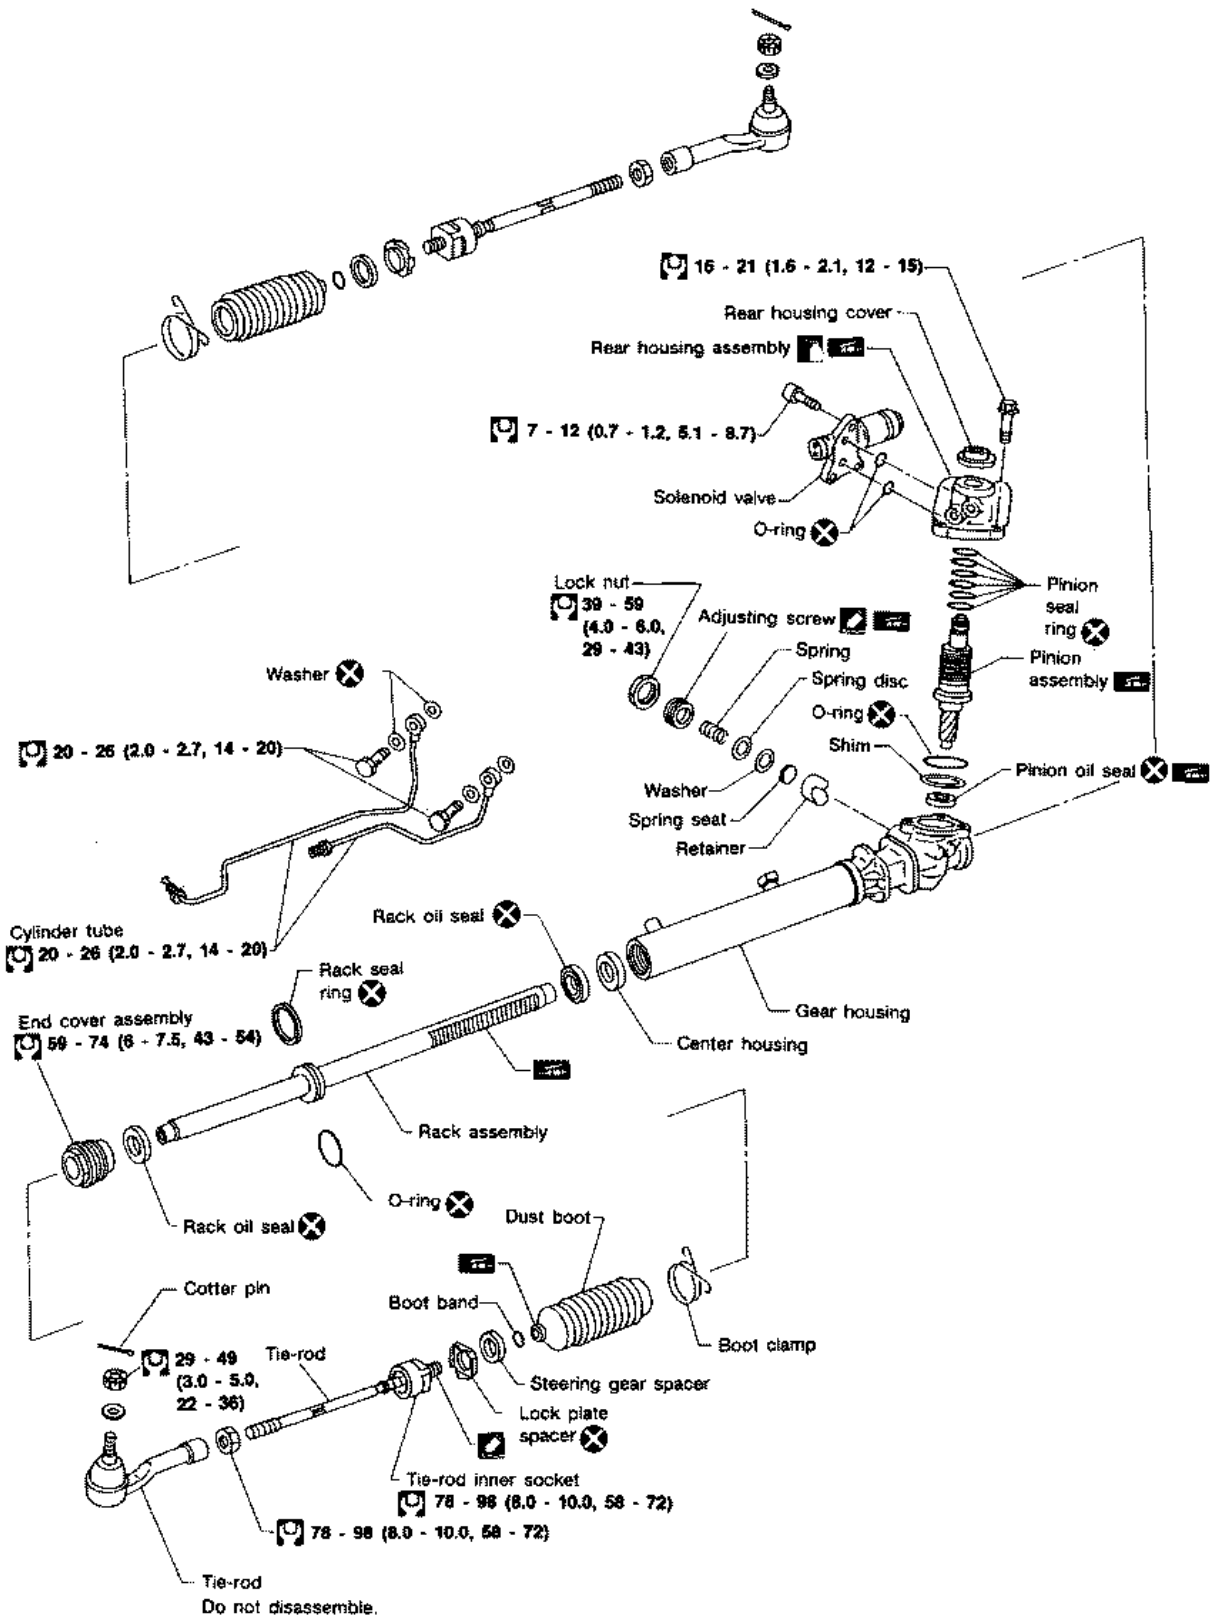 16 - 21 (1.6 - 2.1, 12 - 15)
Rear housing cover
Rear housing assembly
7 - 12 (0.7 - 1.2, 5.1 - 8.7)
Solenoid valve
O-ring
Lock nut
39 - 59
(4.0 - 6.0,
29 - 43)
Adjusting screw
Spring
Spring disc
Pinion
seal
ring
Pinion
assembly
O-ring
Shim
Pinion oil seal
Washer
20 - 26 (2.0 - 2.7, 14 - 20)
Washer
Spring seat
Retainer
Cylinder tube
20 - 26 (2.0 - 2.7, 14 - 20)
Rack oil seal
Rack seal
ring
Gear housing
Center housing
End cover assembly
59 - 74 (6 - 7.5, 43 - 54)
Rack assembly
O-ring
Rack oil seal
Dust boot
Cotter pin
Boot band
Boot clamp
29 - 49
(3.0 - 5.0,
22 - 36)
Tie-rod
Steering gear spacer
Lock plate
spacer
Tie-rod inner socket
78 - 98 (8.0 - 10.0, 58 - 72)
78 - 98 (8.0 - 10.0, 58 - 72)
Tie-rod
Do not disassemble.